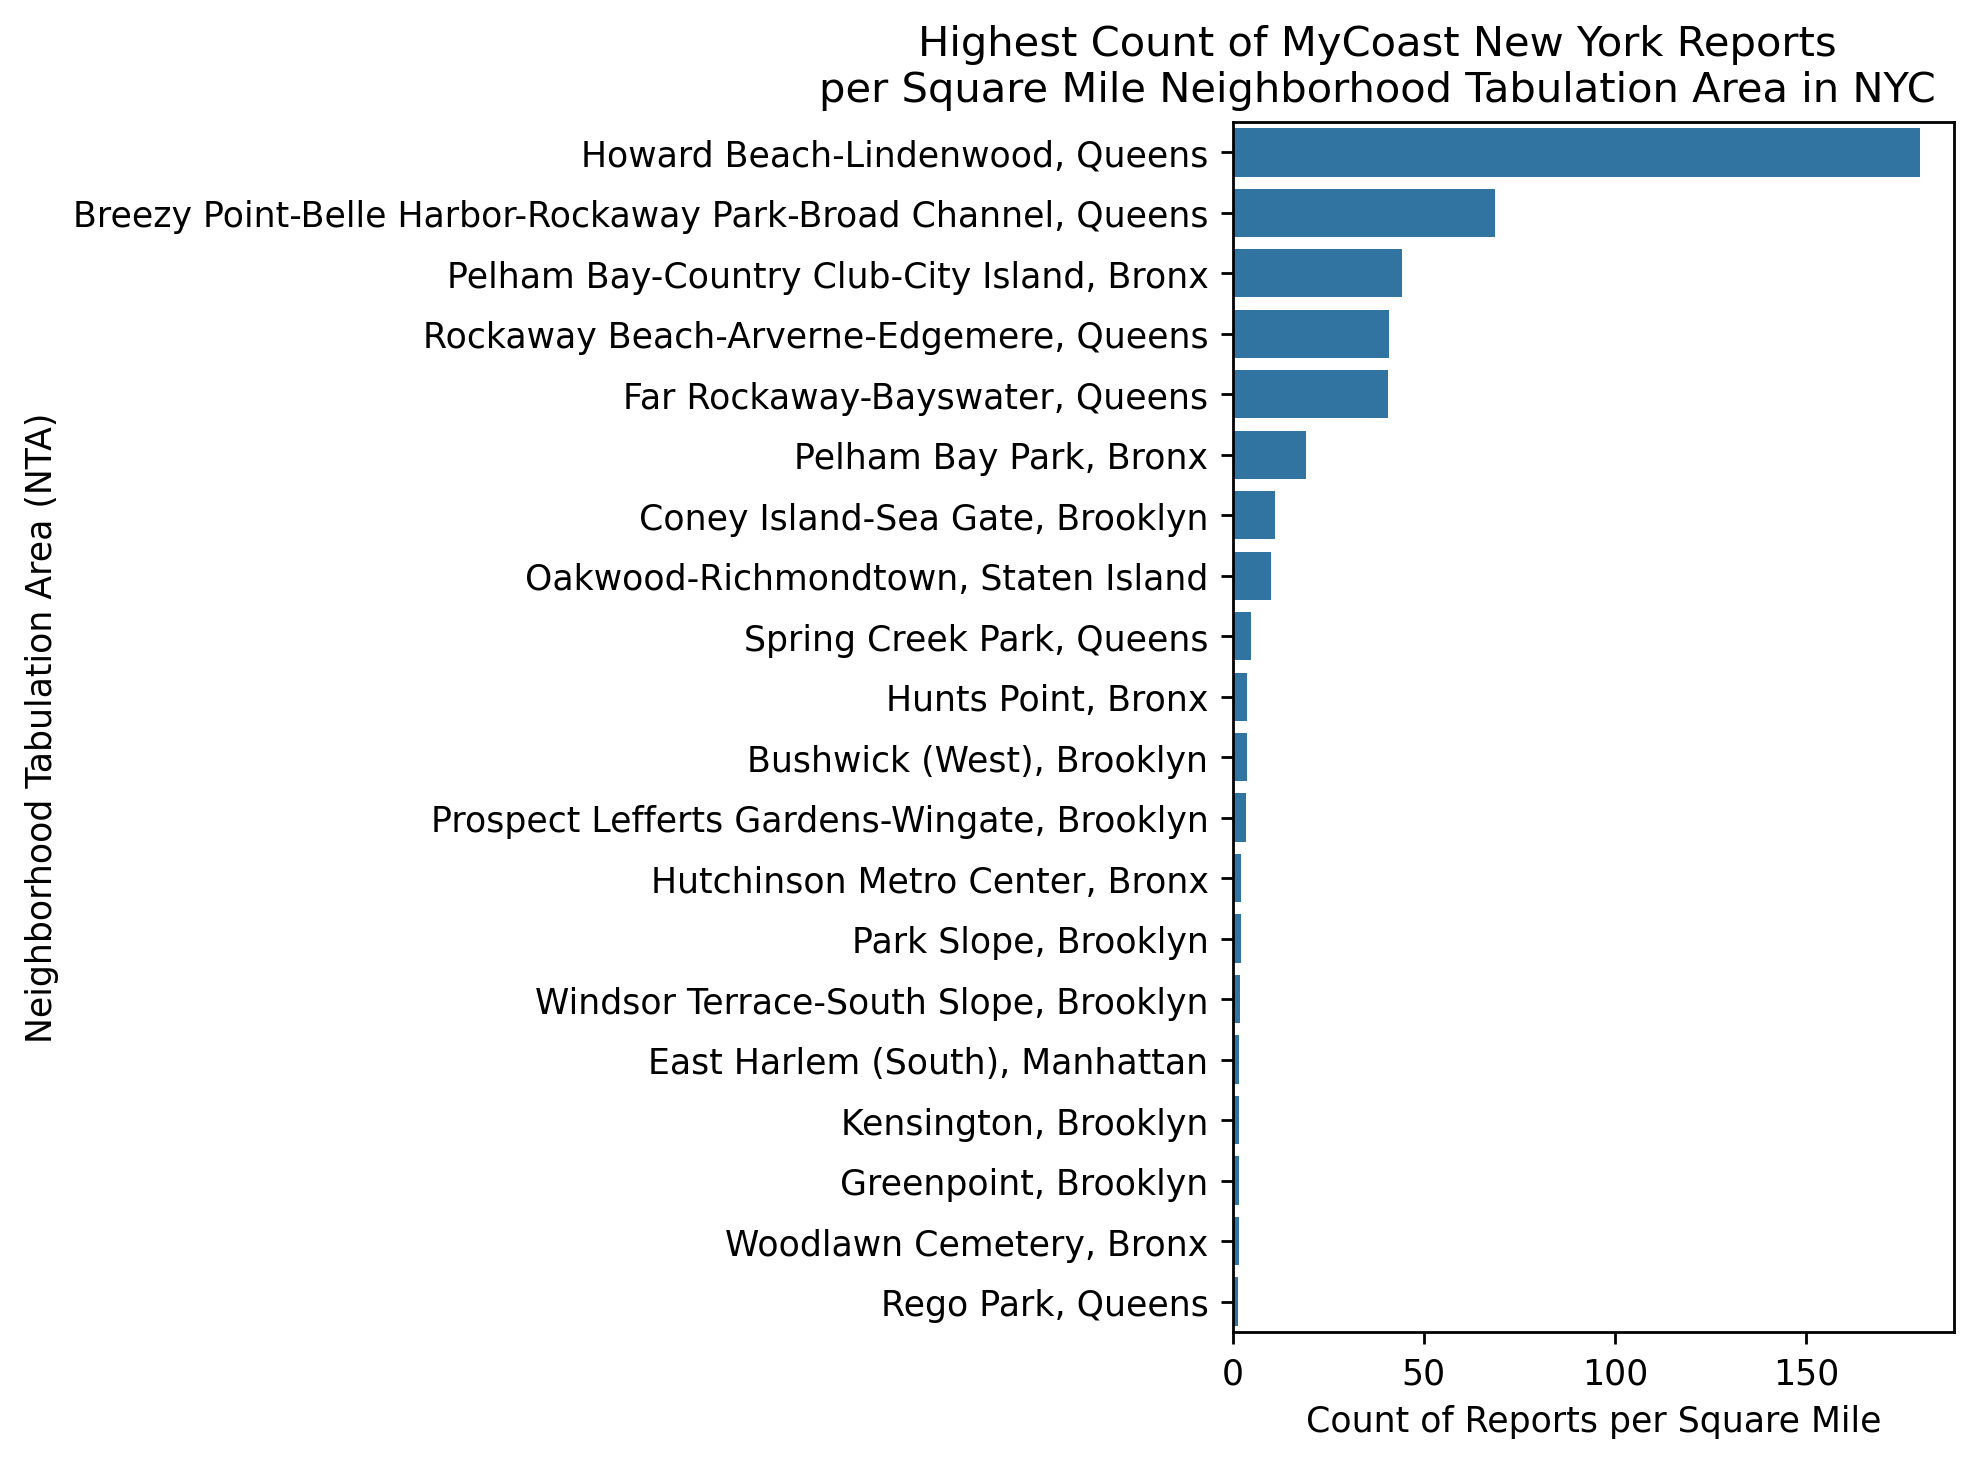 Highest Count of MyCoast New York Reports
per Square Mile Neighborhood Tabulation Area in NYC
Neighborhood Tabulation Area (NTA)
Howard Beach-Lindenwood, Queens
Breezy Point-Belle Harbor-Rockaway Park-Broad Channel, Queens
Pelham Bay-Country Club-City Island, Bronx
Rockaway Beach-Arverne-Edgemere, Queens
Far Rockaway-Bayswater, Queens
Pelham Bay Park, Bronx
Coney Island-Sea Gate, Brooklyn
Oakwood-Richmondtown, Staten Island
Spring Creek Park, Queens
Hunts Point, Bronx
Bushwick (West), Brooklyn
Prospect Lefferts Gardens-Wingate, Brooklyn
Hutchinson Metro Center, Bronx
Park Slope, Brooklyn
Windsor Terrace-South Slope, Brooklyn
East Harlem (South), Manhattan
Kensington, Brooklyn
Greenpoint, Brooklyn
Woodlawn Cemetery, Bronx
Rego Park, Queens
0 50 100 150
Count of Reports per Square Mile